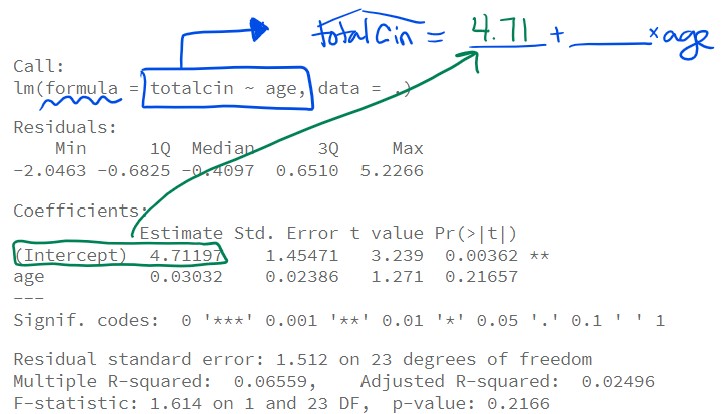 totalcin = 4.71 + ______ × age
Call:
lm(formula = totalcin ~ age, data = .)
Residuals:
Min 1Q Median 3Q Max
-2.0463 -0.6825 -0.4097 0.6510 5.2266
Coefficients:
Estimate Std. Error t value Pr(>|t|)
(Intercept) 4.71197 1.45471 3.239 0.00362 **
age 0.03032 0.02386 1.271 0.21657
---
Signif. codes: 0 '***' 0.001 '**' 0.01 '*' 0.05 '.' 0.1 ' ' 1
Residual standard error: 1.512 on 23 degrees of freedom
Multiple R-squared: 0.06559, Adjusted R-squared: 0.02496
F-statistic: 1.614 on 1 and 23 DF, p-value: 0.2166